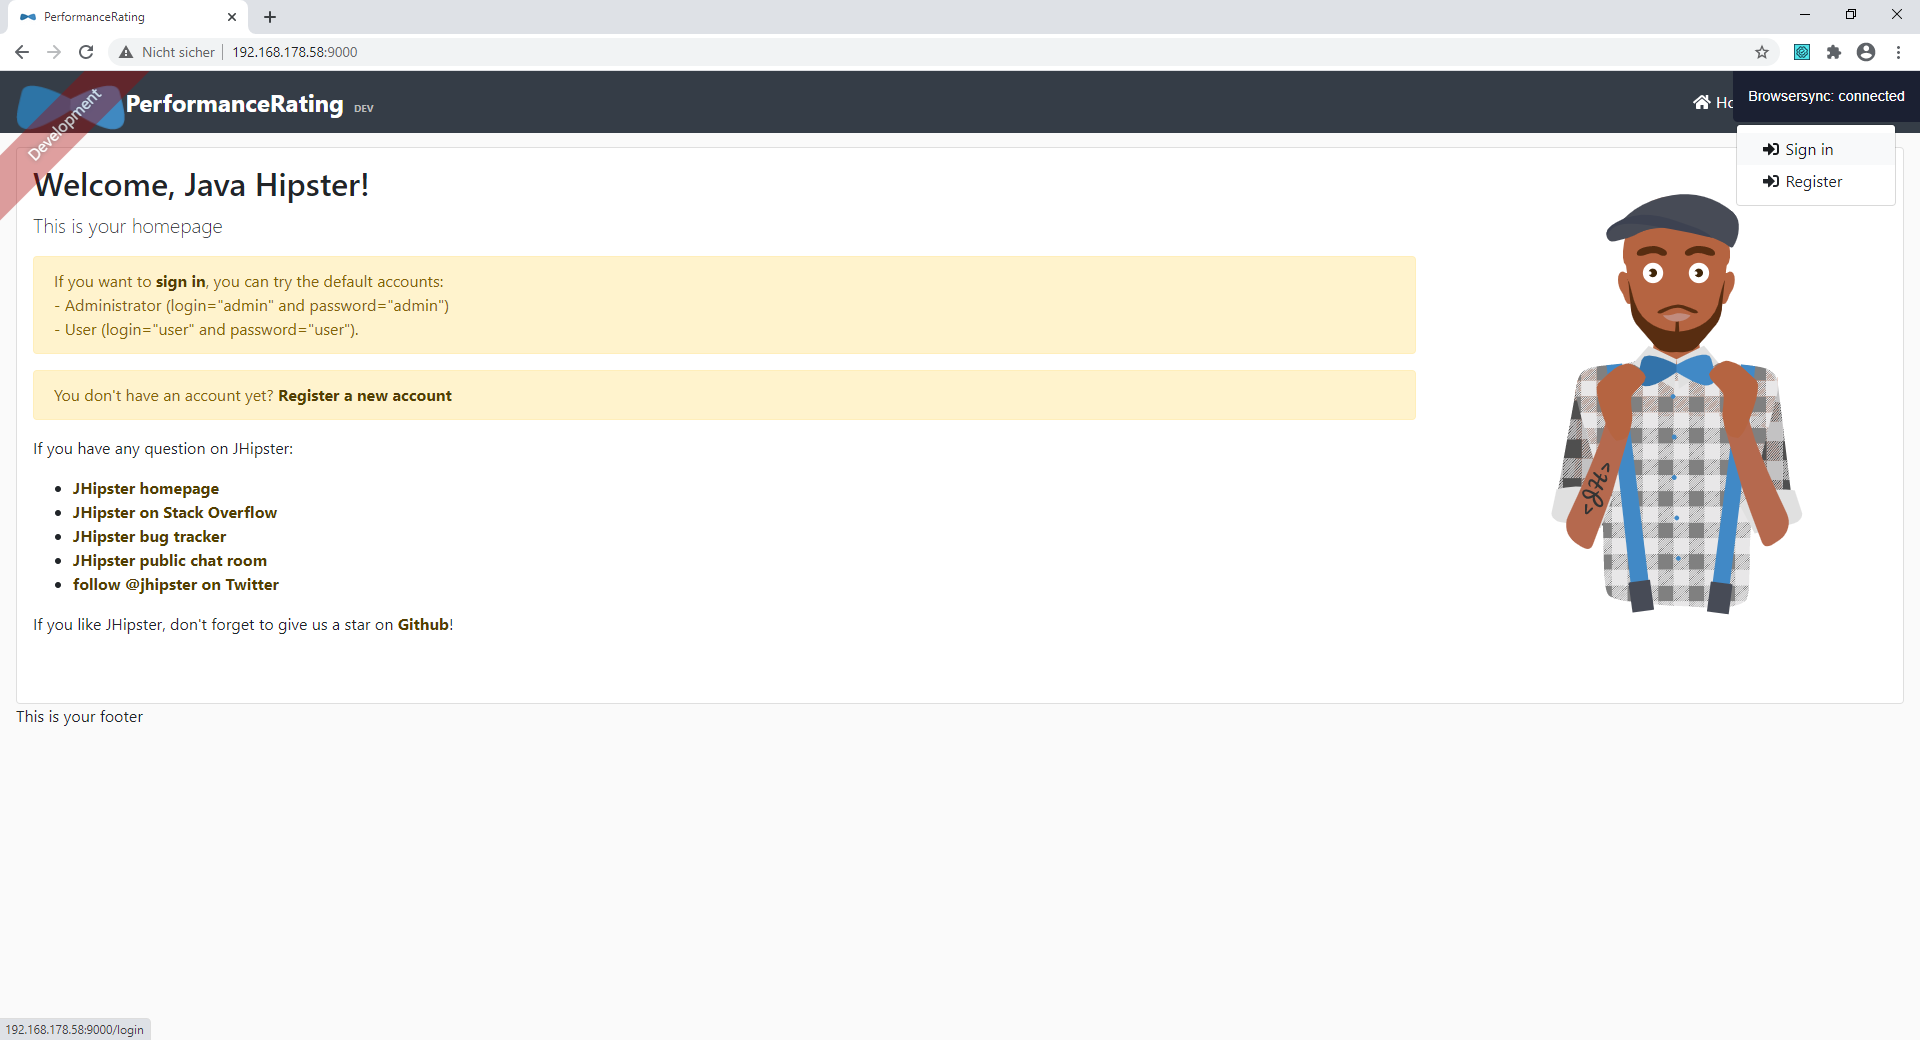 PerformanceRating
Nicht sicher 192.168.178.58:9000
Development
PerformanceRating DEV
Ho
Browsersync: connected
Sign in
Register
Welcome, Java Hipster!
This is your homepage
If you want to sign in, you can try the default accounts:
- Administrator (login="admin" and password="admin")
- User (login="user" and password="user").
You don't have an account yet? Register a new account
If you have any question on JHipster:
JHipster homepage
JHipster on Stack Overflow
JHipster bug tracker
JHipster public chat room
follow @jhipster on Twitter
If you like JHipster, don't forget to give us a star on Github!
<JH>
This is your footer
192.168.178.58:9000/login